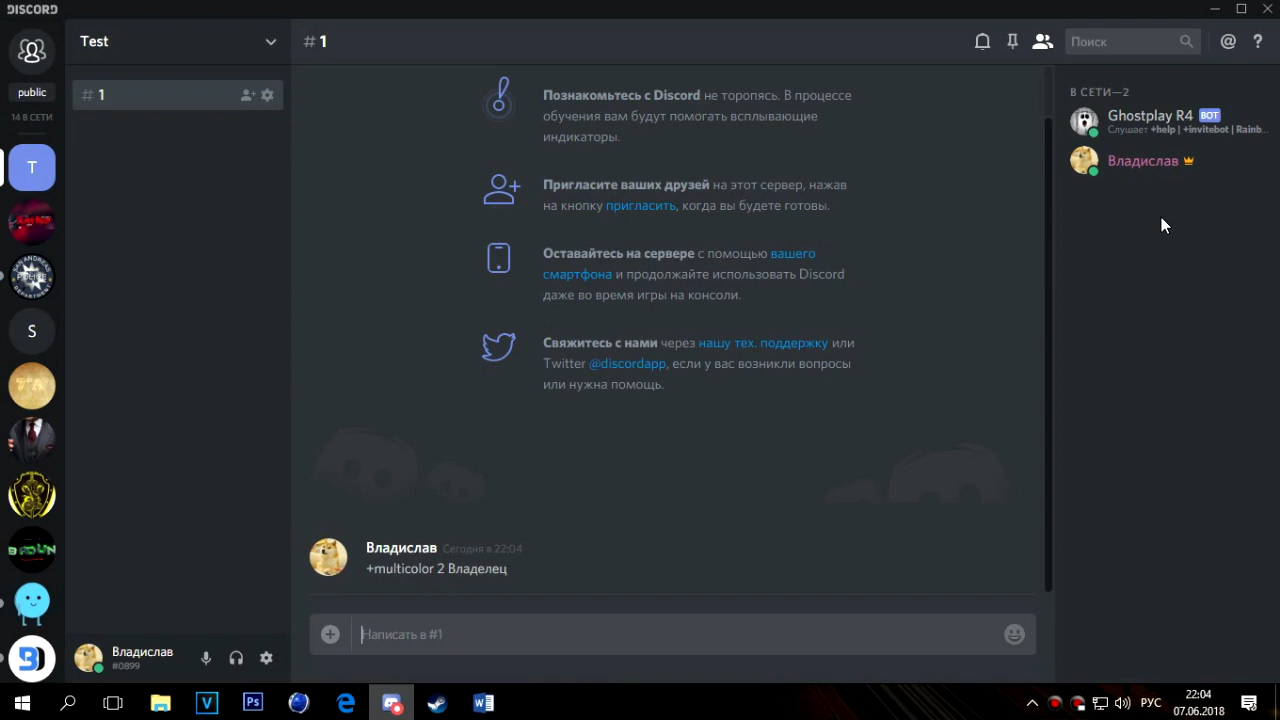 DISCORD
public
14 В СЕТИ
T
S
Test
# 1
# 1
Поиск
@
?
Познакомьтесь с Discord не торопясь. В процессе
обучения вам будут помогать всплывающие
индикаторы.
Пригласите ваших друзей на этот сервер, нажав
на кнопку пригласить, когда вы будете готовы.
Оставайтесь на сервере с помощью вашего
смартфона и продолжайте использовать Discord
даже во время игры на консоли.
Свяжитесь с нами через нашу тех. поддержку или
Twitter @discordapp, если у вас возникли вопросы
или нужна помощь.
Владислав Сегодня в 22:04
+multicolor 2 Владелец
Написать в #1
В СЕТИ—2
Ghostplay R4 BOT
Слушает +help | +invitebot | Rainb...
Владислав
Владислав
#0899
V
Ps
РУС
22:04
07.06.2018